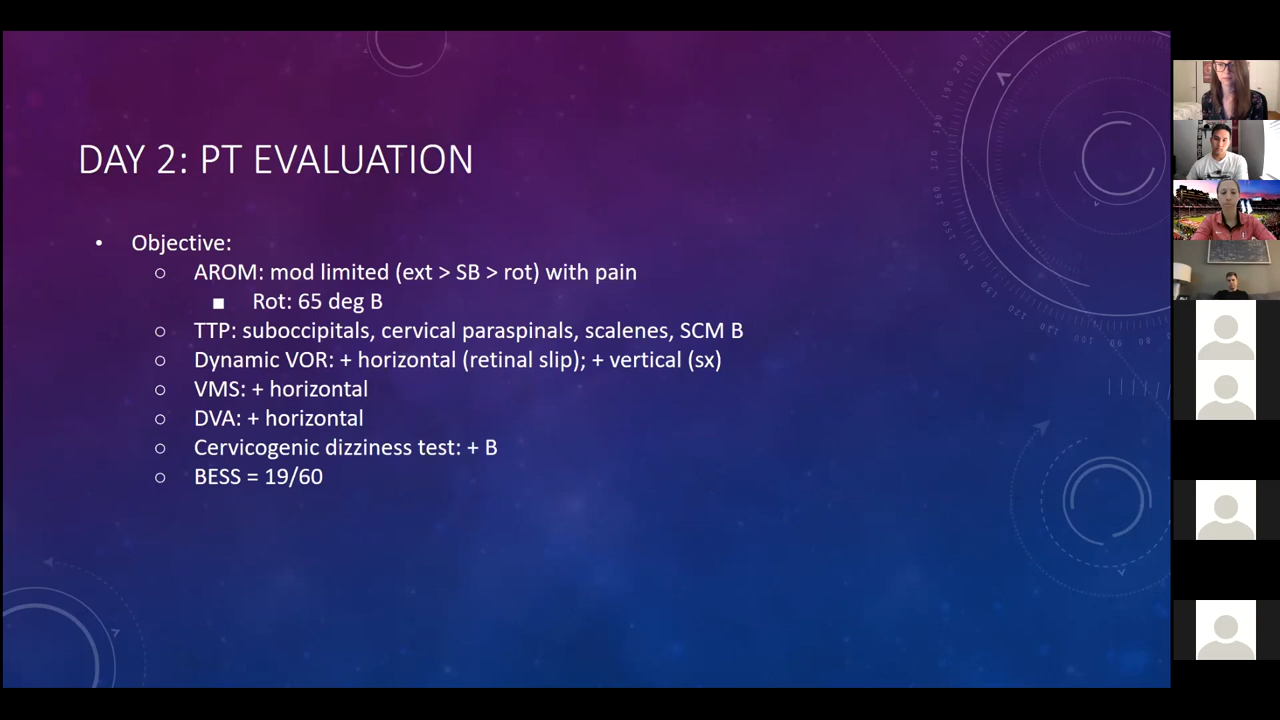 DAY 2: PT EVALUATION
• Objective:
○ AROM: mod limited (ext > SB > rot) with pain
■ Rot: 65 deg B
○ TTP: suboccipitals, cervical paraspinals, scalenes, SCM B
○ Dynamic VOR: + horizontal (retinal slip); + vertical (sx)
○ VMS: + horizontal
○ DVA: + horizontal
○ Cervicogenic dizziness test: + B
○ BESS = 19/60